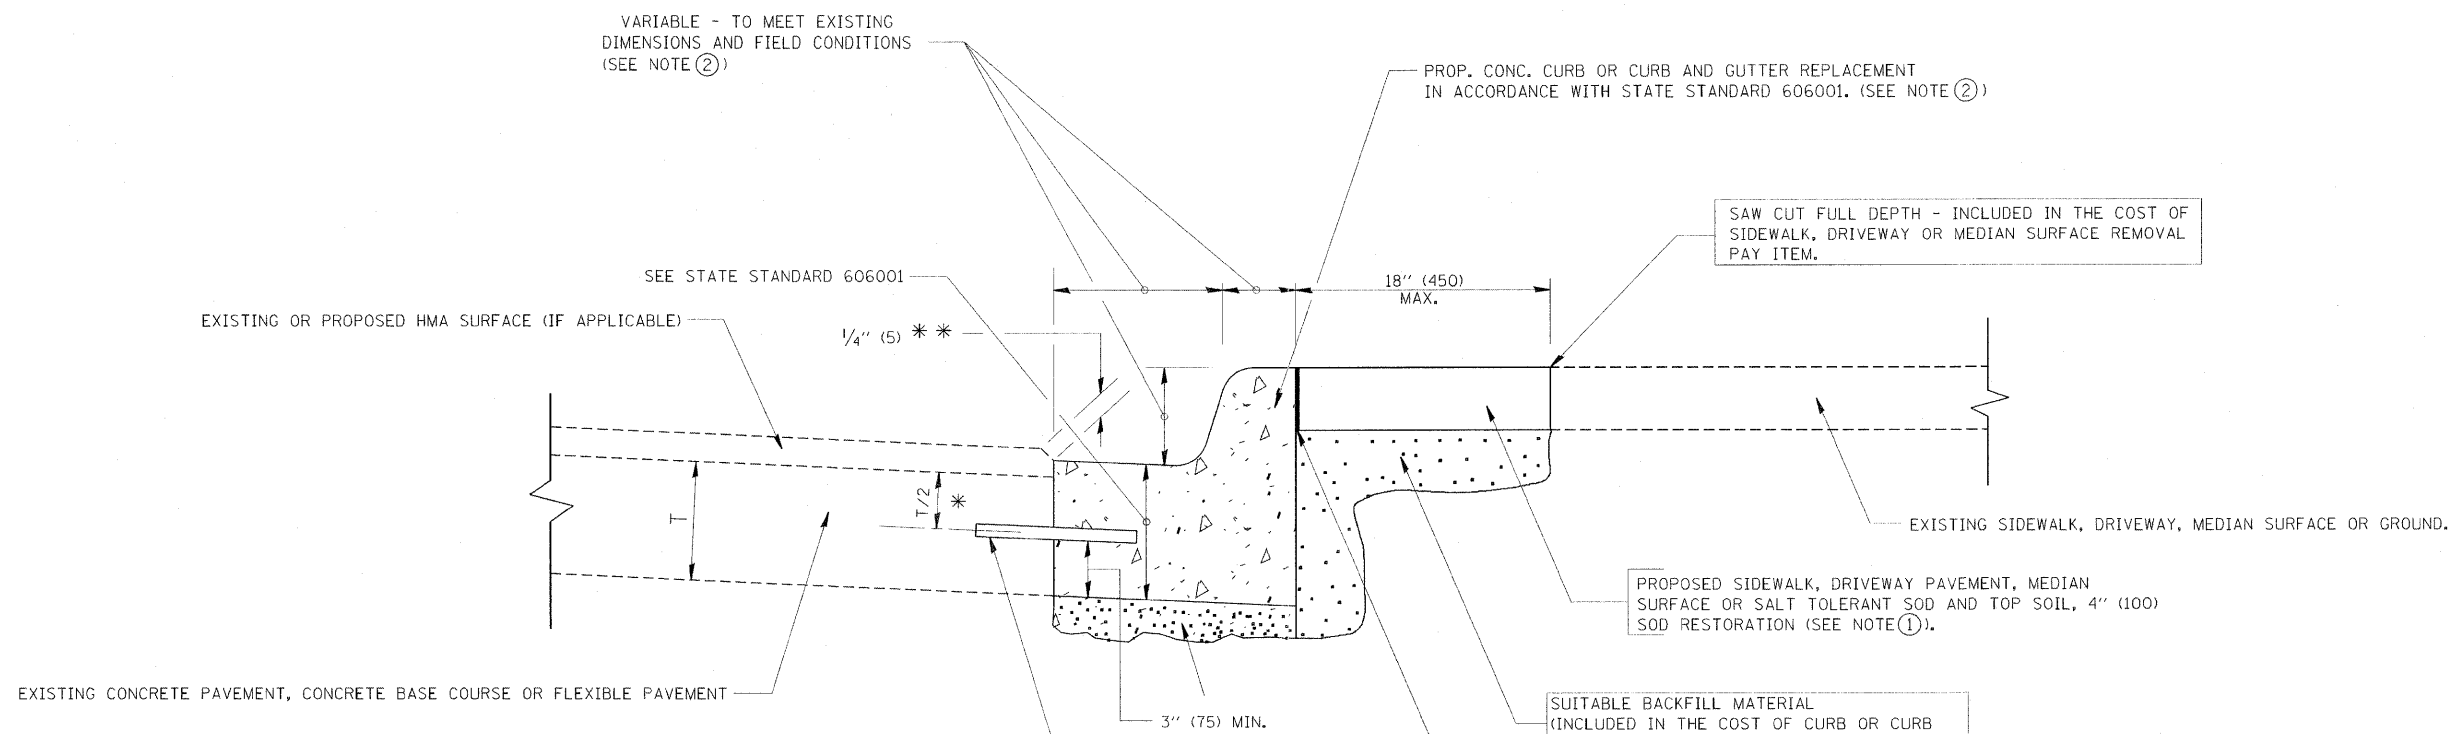 VARIABLE - TO MEET EXISTING
DIMENSIONS AND FIELD CONDITIONS
(SEE NOTE ②)
PROP. CONC. CURB OR CURB AND GUTTER REPLACEMENT
IN ACCORDANCE WITH STATE STANDARD 606001. (SEE NOTE ②)
SAW CUT FULL DEPTH - INCLUDED IN THE COST OF
SIDEWALK, DRIVEWAY OR MEDIAN SURFACE REMOVAL
PAY ITEM.
SEE STATE STANDARD 606001
18'' (450)
MAX.
EXISTING OR PROPOSED HMA SURFACE (IF APPLICABLE)
1/4'' (5) * *
T
T/2 *
EXISTING SIDEWALK, DRIVEWAY, MEDIAN SURFACE OR GROUND.
PROPOSED SIDEWALK, DRIVEWAY PAVEMENT, MEDIAN
SURFACE OR SALT TOLERANT SOD AND TOP SOIL, 4'' (100)
SOD RESTORATION (SEE NOTE ①).
EXISTING CONCRETE PAVEMENT, CONCRETE BASE COURSE OR FLEXIBLE PAVEMENT
3'' (75) MIN.
SUITABLE BACKFILL MATERIAL
(INCLUDED IN THE COST OF CURB OR CURB